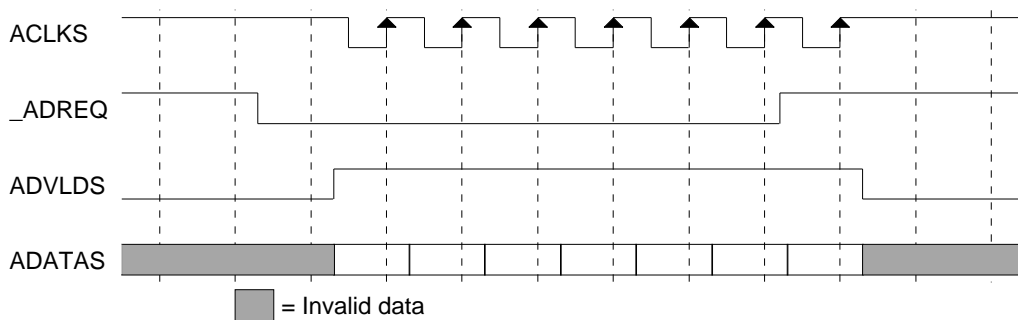 ACLKS
_ADREQ
ADVLDS
ADATAS
= Invalid data